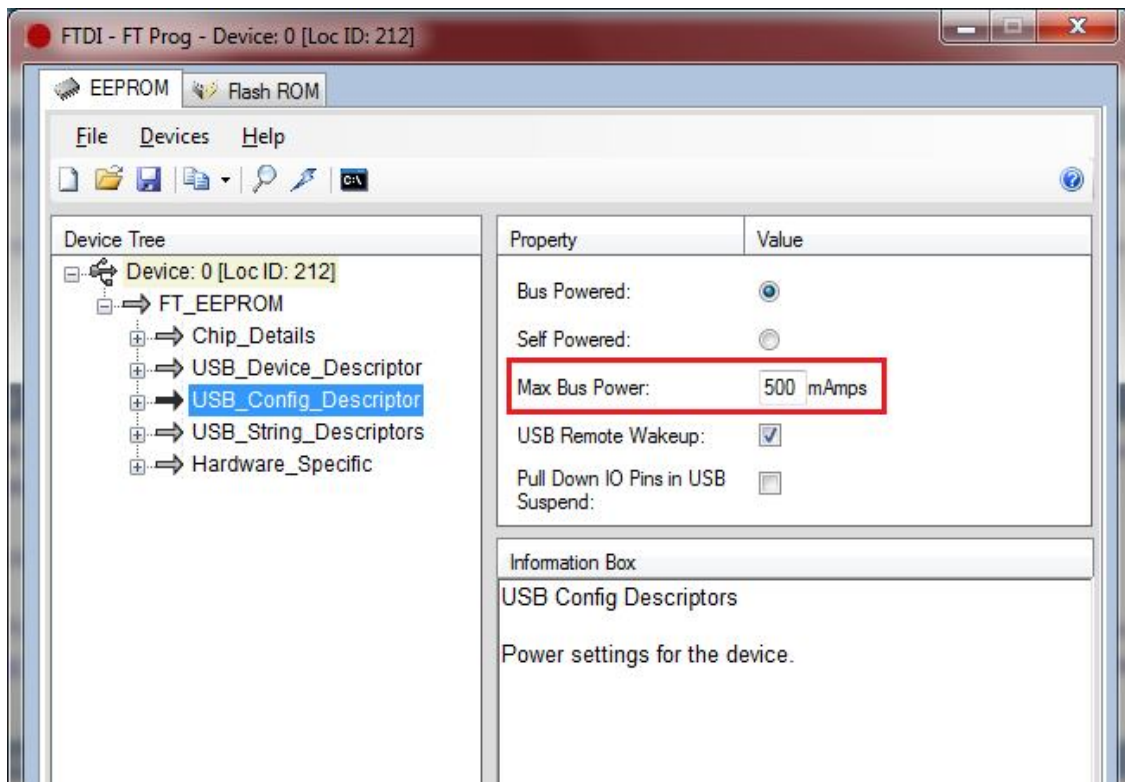 FTDI - FT Prog - Device: 0 [Loc ID: 212]
EEPROM Flash ROM
File Devices Help
C:\
Device Tree
Device: 0 [Loc ID: 212]
FT_EEPROM
Chip_Details
USB_Device_Descriptor
USB_Config_Descriptor
USB_String_Descriptors
Hardware_Specific
Property Value
Bus Powered:
Self Powered:
Max Bus Power: 500 mAmps
USB Remote Wakeup:
Pull Down IO Pins in USB
Suspend:
Information Box
USB Config Descriptors
Power settings for the device.